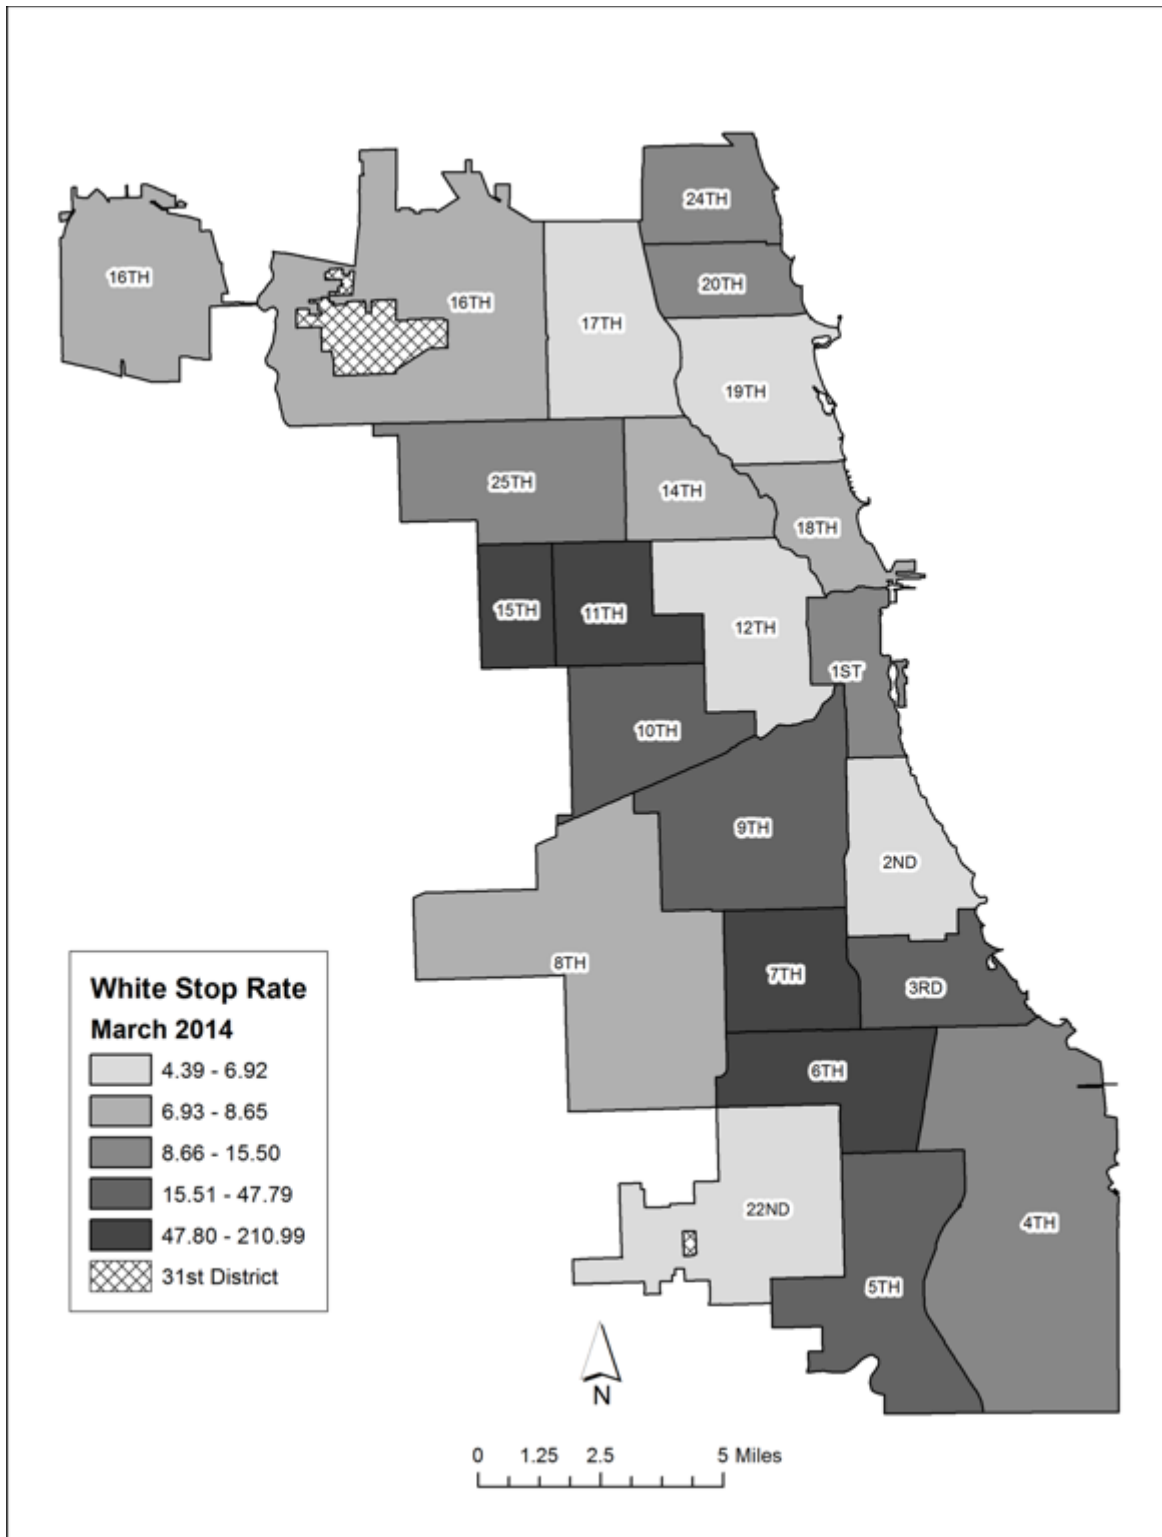 24TH
16TH
20TH
16TH
17TH
19TH
25TH
14TH
18TH
15TH
11TH
12TH
1ST
10TH
9TH
2ND
8TH
7TH
3RD
6TH
22ND
4TH
5TH
White Stop Rate
March 2014
4.39 - 6.92
6.93 - 8.65
8.66 - 15.50
15.51 - 47.79
47.80 - 210.99
31st District
N
0 1.25 2.5 5 Miles